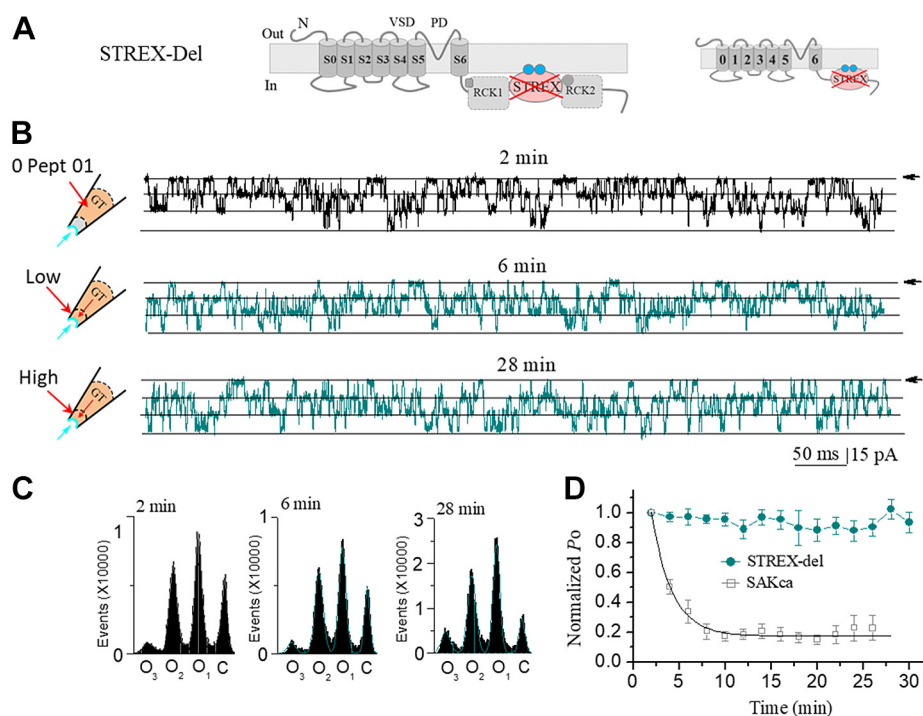 A
STREX-Del
Out
N
VSD
PD
S0 S1 S2 S3 S4 S5 S6
In
RCK1 STREX RCK2
0 1 2 3 4 5 6
STREX
B
0 Pept 01
GT
2 min
Low
GT
6 min
High
GT
28 min
50 ms 15 pA
C
2 min
6 min
28 min
Events (X10000)
1
0
O3 O2 O1 C
Events (X10000)
1
0
O3 O2 O1 C
Events (X10000)
3
2
1
0
O3 O2 O1 C
D
Normalized Po
1.0
0.8
0.6
0.4
0.2
0.0
STREX-del
SAKca
0 5 10 15 20 25 30
Time (min)